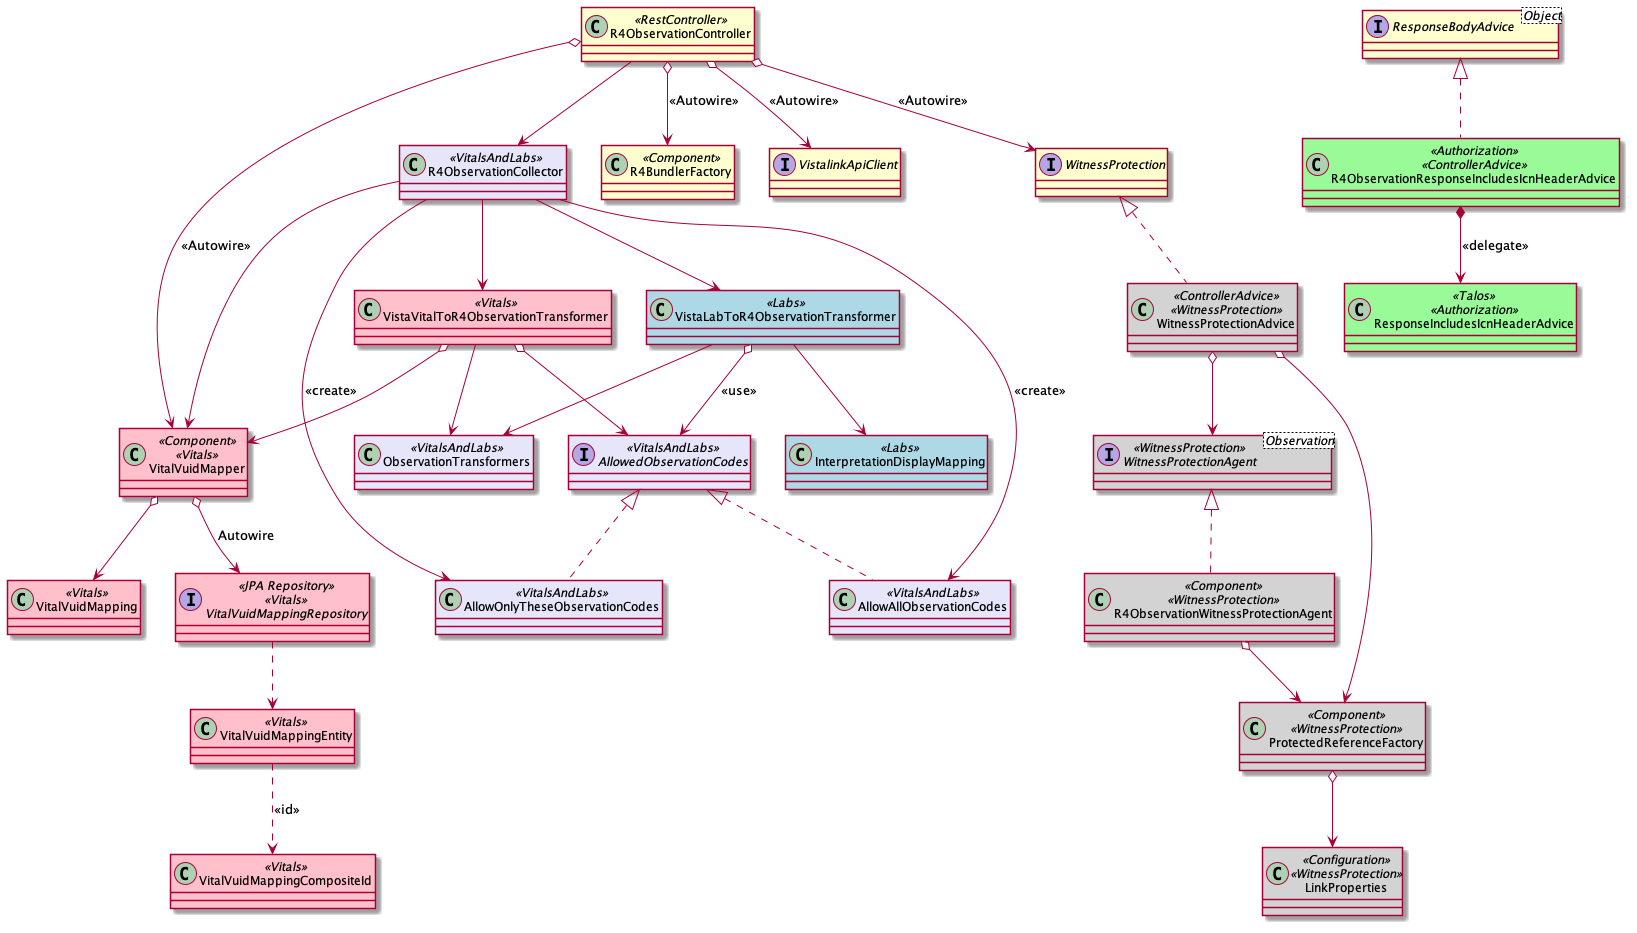 «RestController»
C R4ObservationController
Object
I ResponseBodyAdvice
«Autowire»
«Autowire»
«Autowire»
«VitalsAndLabs»
C R4ObservationCollector
«Component»
C R4BundlerFactory
I VistalinkApiClient
I WitnessProtection
«Authorization»
«ControllerAdvice»
C R4ObservationResponseIncludesIcnHeaderAdvice
«Autowire»
«delegate»
«Vitals»
C VistaVitalToR4ObservationTransformer
«Labs»
C VistaLabToR4ObservationTransformer
«ControllerAdvice»
«WitnessProtection»
C WitnessProtectionAdvice
«Talos»
«Authorization»
C ResponseIncludesIcnHeaderAdvice
«create»
«use»
«create»
«Component»
«Vitals»
C VitalVuidMapper
«VitalsAndLabs»
C ObservationTransformers
«VitalsAndLabs»
I AllowedObservationCodes
«Labs»
C InterpretationDisplayMapping
Observation
«WitnessProtection»
I WitnessProtectionAgent
Autowire
«Vitals»
C VitalVuidMapping
«JPA Repository»
«Vitals»
I VitalVuidMappingRepository
«VitalsAndLabs»
C AllowOnlyTheseObservationCodes
«VitalsAndLabs»
C AllowAllObservationCodes
«Component»
«WitnessProtection»
C R4ObservationWitnessProtectionAgent
«Vitals»
C VitalVuidMappingEntity
«Component»
«WitnessProtection»
C ProtectedReferenceFactory
«id»
«Vitals»
C VitalVuidMappingCompositeId
«Configuration»
«WitnessProtection»
C LinkProperties